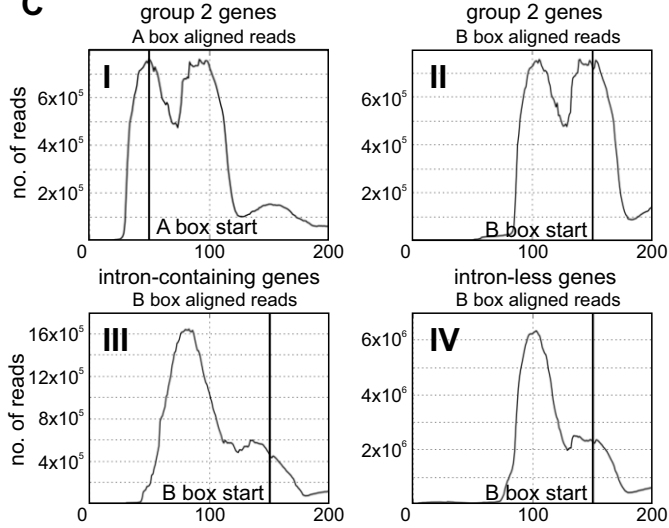 C
group 2 genes
A box aligned reads
group 2 genes
B box aligned reads
I
II
no. of reads
6x10⁵
4x10⁵
2x10⁵
6x10⁵
4x10⁵
2x10⁵
A box start
B box start
0 100 200
0 100 200
intron-containing genes
B box aligned reads
intron-less genes
B box aligned reads
III
IV
no. of reads
16x10⁵
12x10⁵
8x10⁵
4x10⁵
6x10⁶
4x10⁶
2x10⁶
B box start
B box start
0 100 200
0 100 200